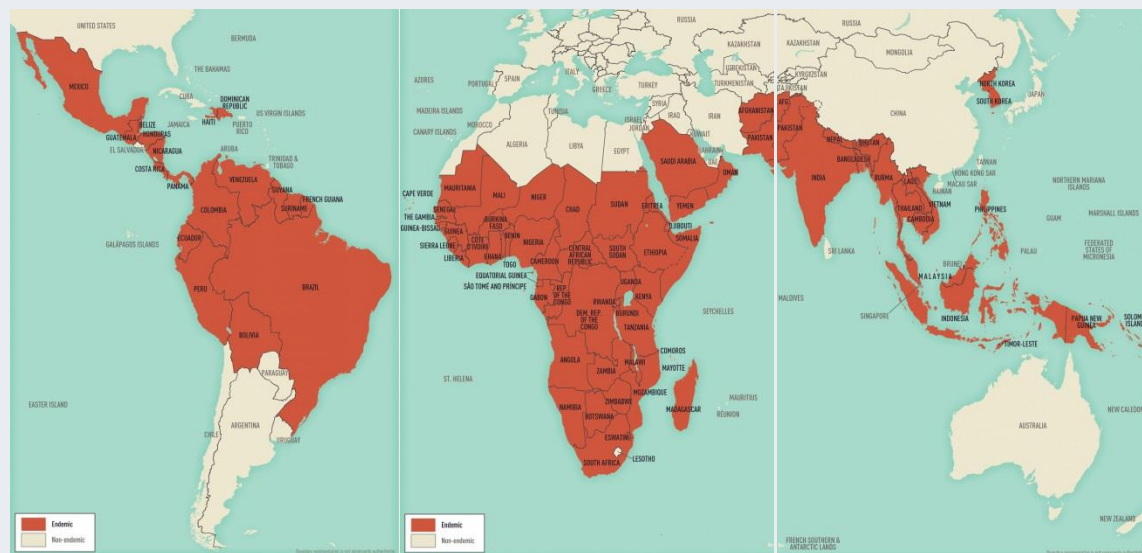 UNITED STATES
BERMUDA
MEXICO
THE BAHAMAS
CUBA
DOMINICAN
REPUBLIC
US VIRGIN ISLANDS
HAITI
PUERTO
RICO
JAMAICA
BELIZE
GUATEMALA
HONDURAS
EL SALVADOR
NICARAGUA
ARUBA
TRINIDAD &
TOBAGO
COSTA RICA
PANAMA
VENEZUELA
GUYANA
FRENCH GUIANA
SURINAME
COLOMBIA
GALÁPAGOS ISLANDS
ECUADOR
PERU
BRAZIL
BOLIVIA
PARAGUAY
EASTER ISLAND
CHILE
ARGENTINA
URUGUAY
Endemic
Non-endemic
RUSSIA
KAZAKHSTAN
UZBEKISTAN
TURKMENISTAN
AZORES
PORTUGAL
SPAIN
ITALY
GREECE
TURKEY
SYRIA
MADEIRA ISLANDS
TUNISIA
MOROCCO
ISRAEL
JORDAN
IRAQ
IRAN
AFGHANISTAN
CANARY ISLANDS
ALGERIA
LIBYA
EGYPT
KUWAIT
PAKISTAN
BAHRAIN
UAE
SAUDI ARABIA
OMAN
CAPE VERDE
MAURITANIA
MALI
NIGER
CHAD
SUDAN
ERITREA
YEMEN
SENEGAL
THE GAMBIA
GUINEA-BISSAU
GUINEA
BURKINA
FASO
BENIN
NIGERIA
DJIBOUTI
SOMALIA
SIERRA LEONE
LIBERIA
CÔTE
D'IVOIRE
GHANA
TOGO
CAMEROON
CENTRAL
AFRICAN
REPUBLIC
SOUTH
SUDAN
ETHIOPIA
EQUATORIAL GUINEA
SÃO TOMÉ AND PRÍNCIPE
GABON
REP.
OF THE
CONGO
DEM. REP.
OF THE
CONGO
UGANDA
KENYA
RWANDA
BURUNDI
TANZANIA
SEYCHELLES
ANGOLA
ZAMBIA
MALAWI
COMOROS
MAYOTTE
ST. HELENA
MOZAMBIQUE
ZIMBABWE
NAMIBIA
BOTSWANA
MADAGASCAR
MAURITIUS
RÉUNION
ESWATINI
SOUTH AFRICA
LESOTHO
Endemic
Non-endemic
RUSSIA
KAZAKHSTAN
MONGOLIA
KYRGYZSTAN
NORTH KOREA
SOUTH KOREA
JAPAN
AFG.
CHINA
PAKISTAN
NEPAL
BHUTAN
BANGLADESH
INDIA
BURMA
TAIWAN
HONG KONG SAR
MACAU SAR
HAINAN
LAOS
VIETNAM
THAILAND
CAMBODIA
PHILIPPINES
NORTHERN MARIANA
ISLANDS
GUAM
MARSHALL ISLANDS
SRI LANKA
PALAU
FEDERATED
STATES OF
MICRONESIA
BRUNEI
MALAYSIA
MALDIVES
SINGAPORE
INDONESIA
PAPUA NEW
GUINEA
SOLOMON
ISLAN
TIMOR-LESTE
NEW CALEDO
AUSTRALIA
NEW ZEALAND
FRENCH SOUTHERN &
ANTARCTIC LANDS